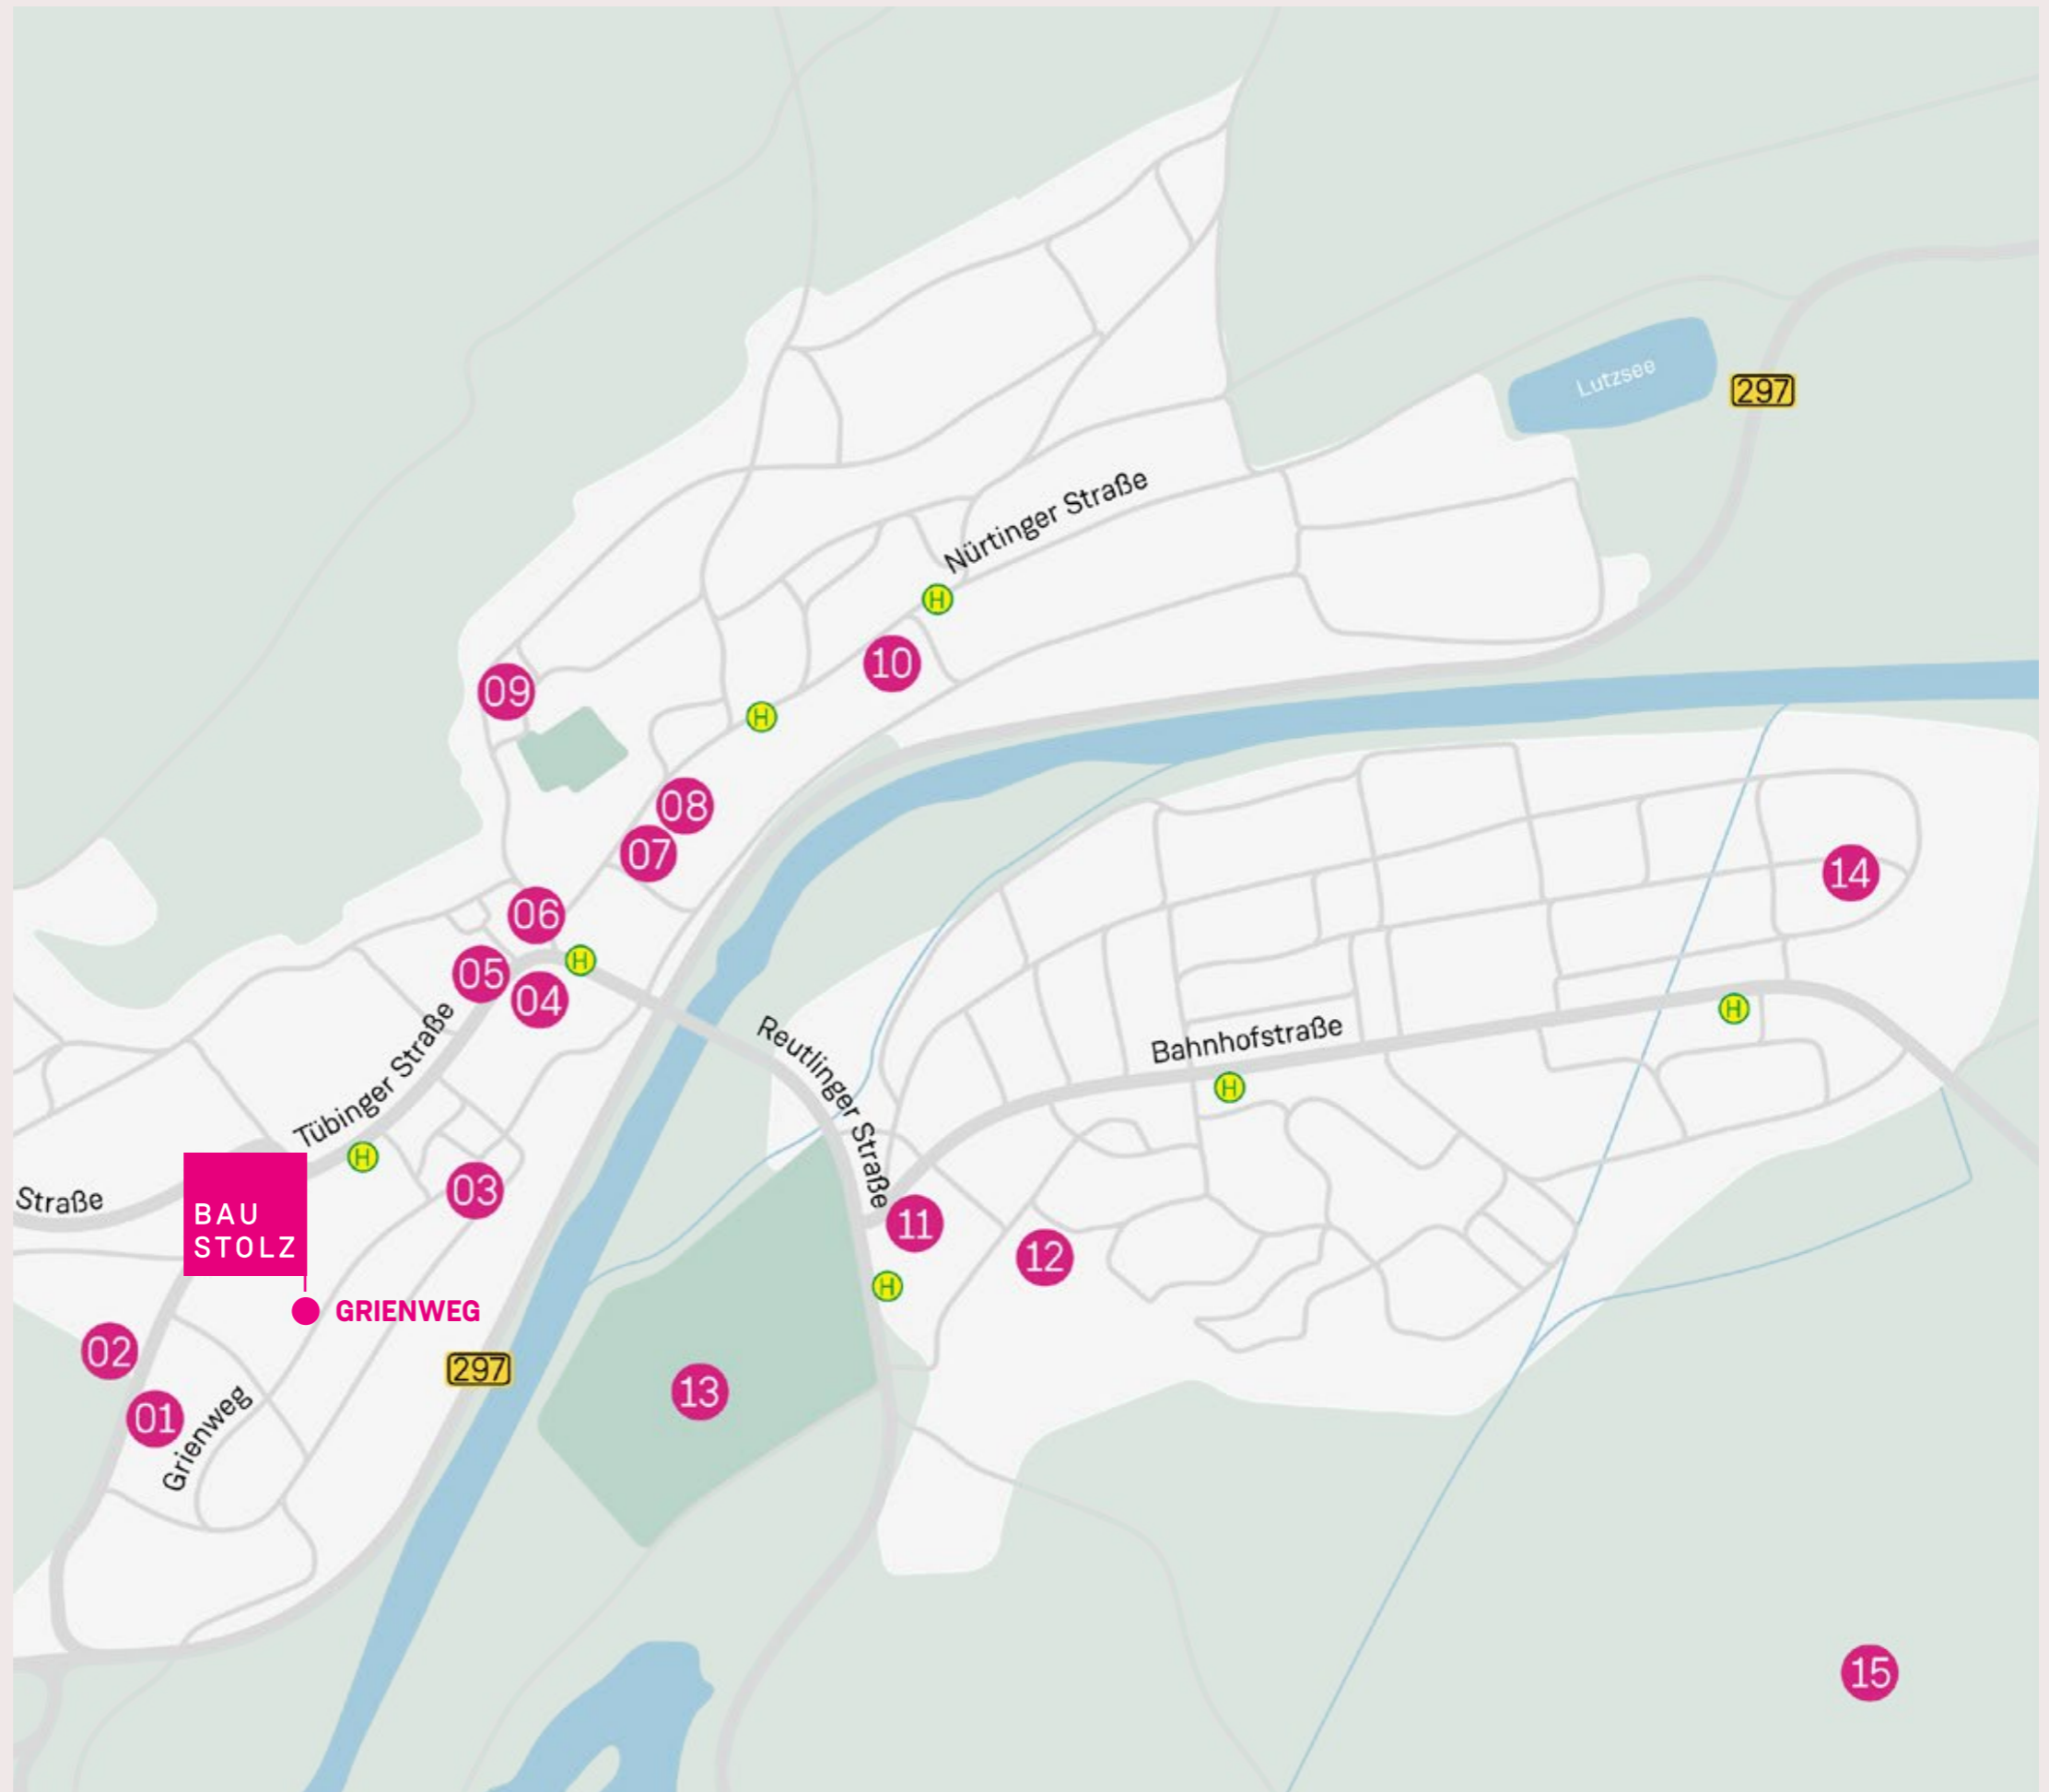 Lutzsee
297
Nürtinger Straße
H
10
09
H
08
07
14
06
H
05
04
H
Reutlinger Straße
Bahnhofstraße
H
Tübinger Straße
H
03
Straße
BAU
STOLZ
11
12
H
GRIENWEG
02
297
13
01
Grienweg
15